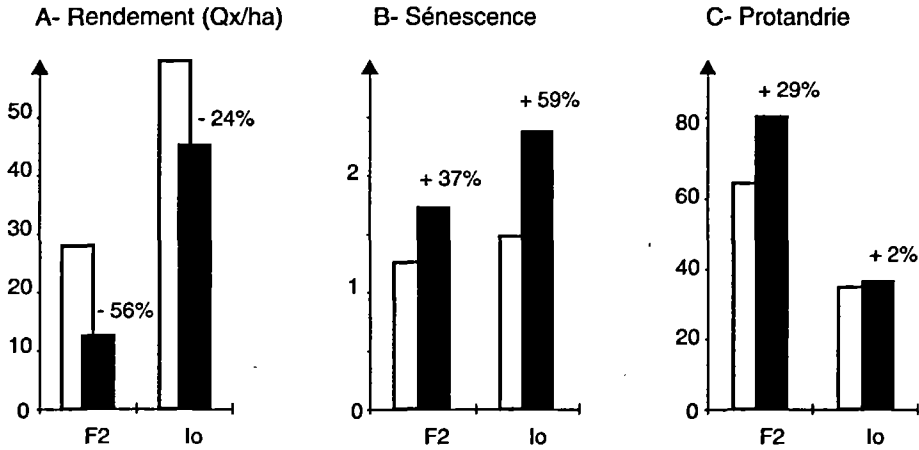 A- Rendement (Qx/ha)
50
40
30
20
10
0
- 24%
- 56%
F2
Io
B- Sénescence
2
1
0
+ 59%
+ 37%
F2
Io
C- Protandrie
80
60
40
20
0
+ 29%
+ 2%
F2
Io